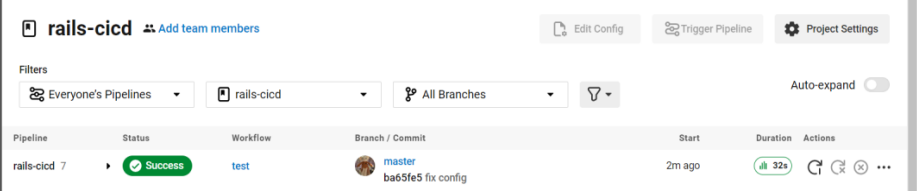 rails-cicd Add team members Edit Config Trigger Pipeline Project Settings
Filters
Everyone's Pipelines rails-cicd All Branches Auto-expand
Pipeline Status Workflow Branch / Commit Start Duration Actions
rails-cicd 7 Success test master 2m ago 32s
ba65fe5 fix config